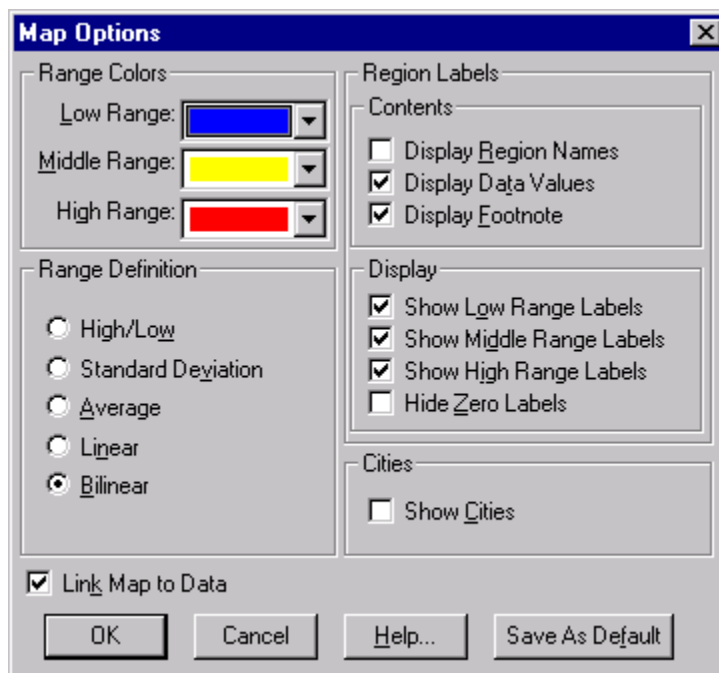 Map Options
Range Colors
Low Range:
Middle Range:
High Range:
Range Definition
High/Low
Standard Deviation
Average
Linear
Bilinear
Region Labels
Contents
Display Region Names
Display Data Values
Display Footnote
Display
Show Low Range Labels
Show Middle Range Labels
Show High Range Labels
Hide Zero Labels
Cities
Show Cities
Link Map to Data
OK
Cancel
Help...
Save As Default